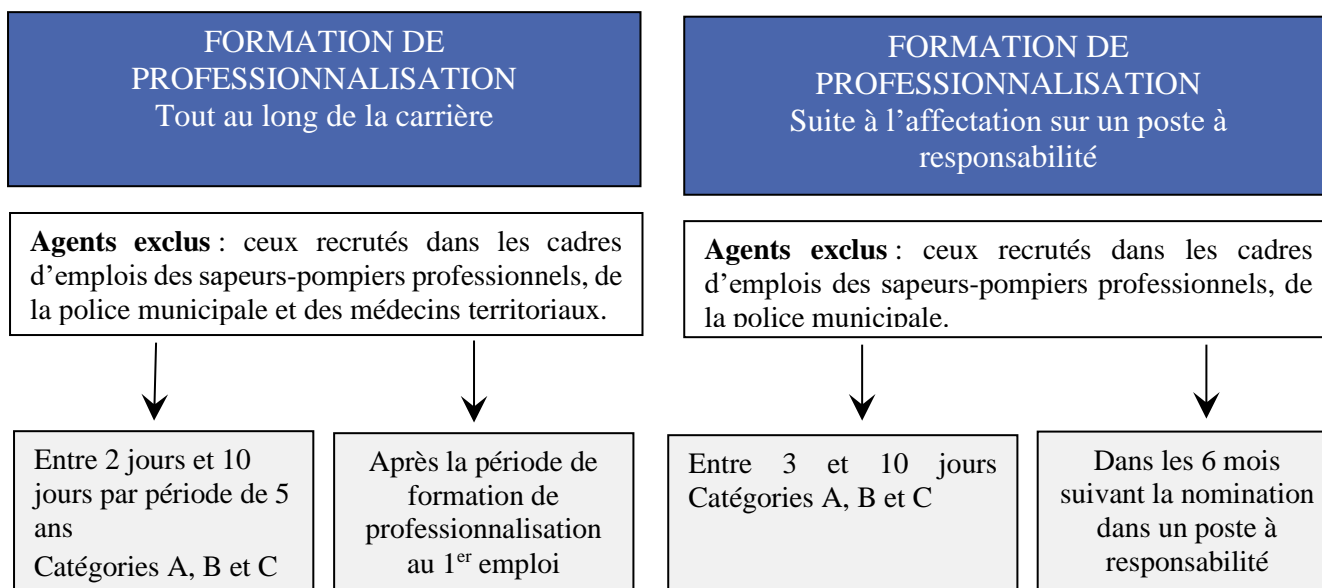 FORMATION DE
PROFESSIONNALISATION
Tout au long de la carrière
Agents exclus : ceux recrutés dans les cadres
d’emplois des sapeurs-pompiers professionnels, de
la police municipale et des médecins territoriaux.
Entre 2 jours et 10
jours par période de 5
ans
Catégories A, B et C
Après la période de
formation de
professionnalisation
au 1er emploi
FORMATION DE
PROFESSIONNALISATION
Suite à l’affectation sur un poste à
responsabilité
Agents exclus : ceux recrutés dans les cadres
d’emplois des sapeurs-pompiers professionnels, de
la police municipale.
Entre 3 et 10 jours
Catégories A, B et C
Dans les 6 mois
suivant la nomination
dans un poste à
responsabilité